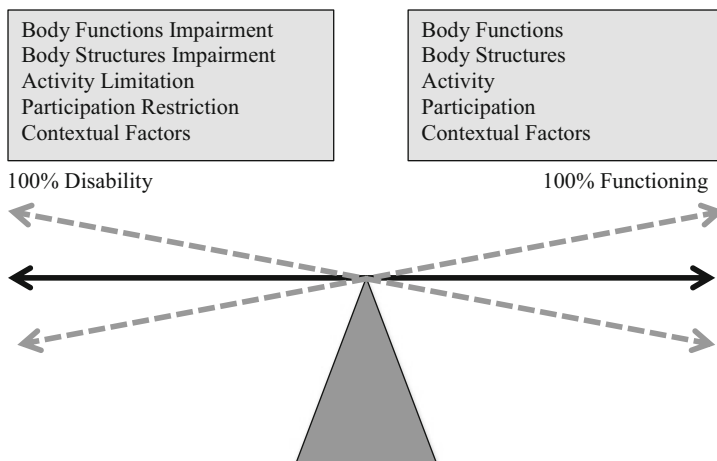 Body Functions Impairment
Body Structures Impairment
Activity Limitation
Participation Restriction
Contextual Factors
Body Functions
Body Structures
Activity
Participation
Contextual Factors
100% Disability
100% Functioning